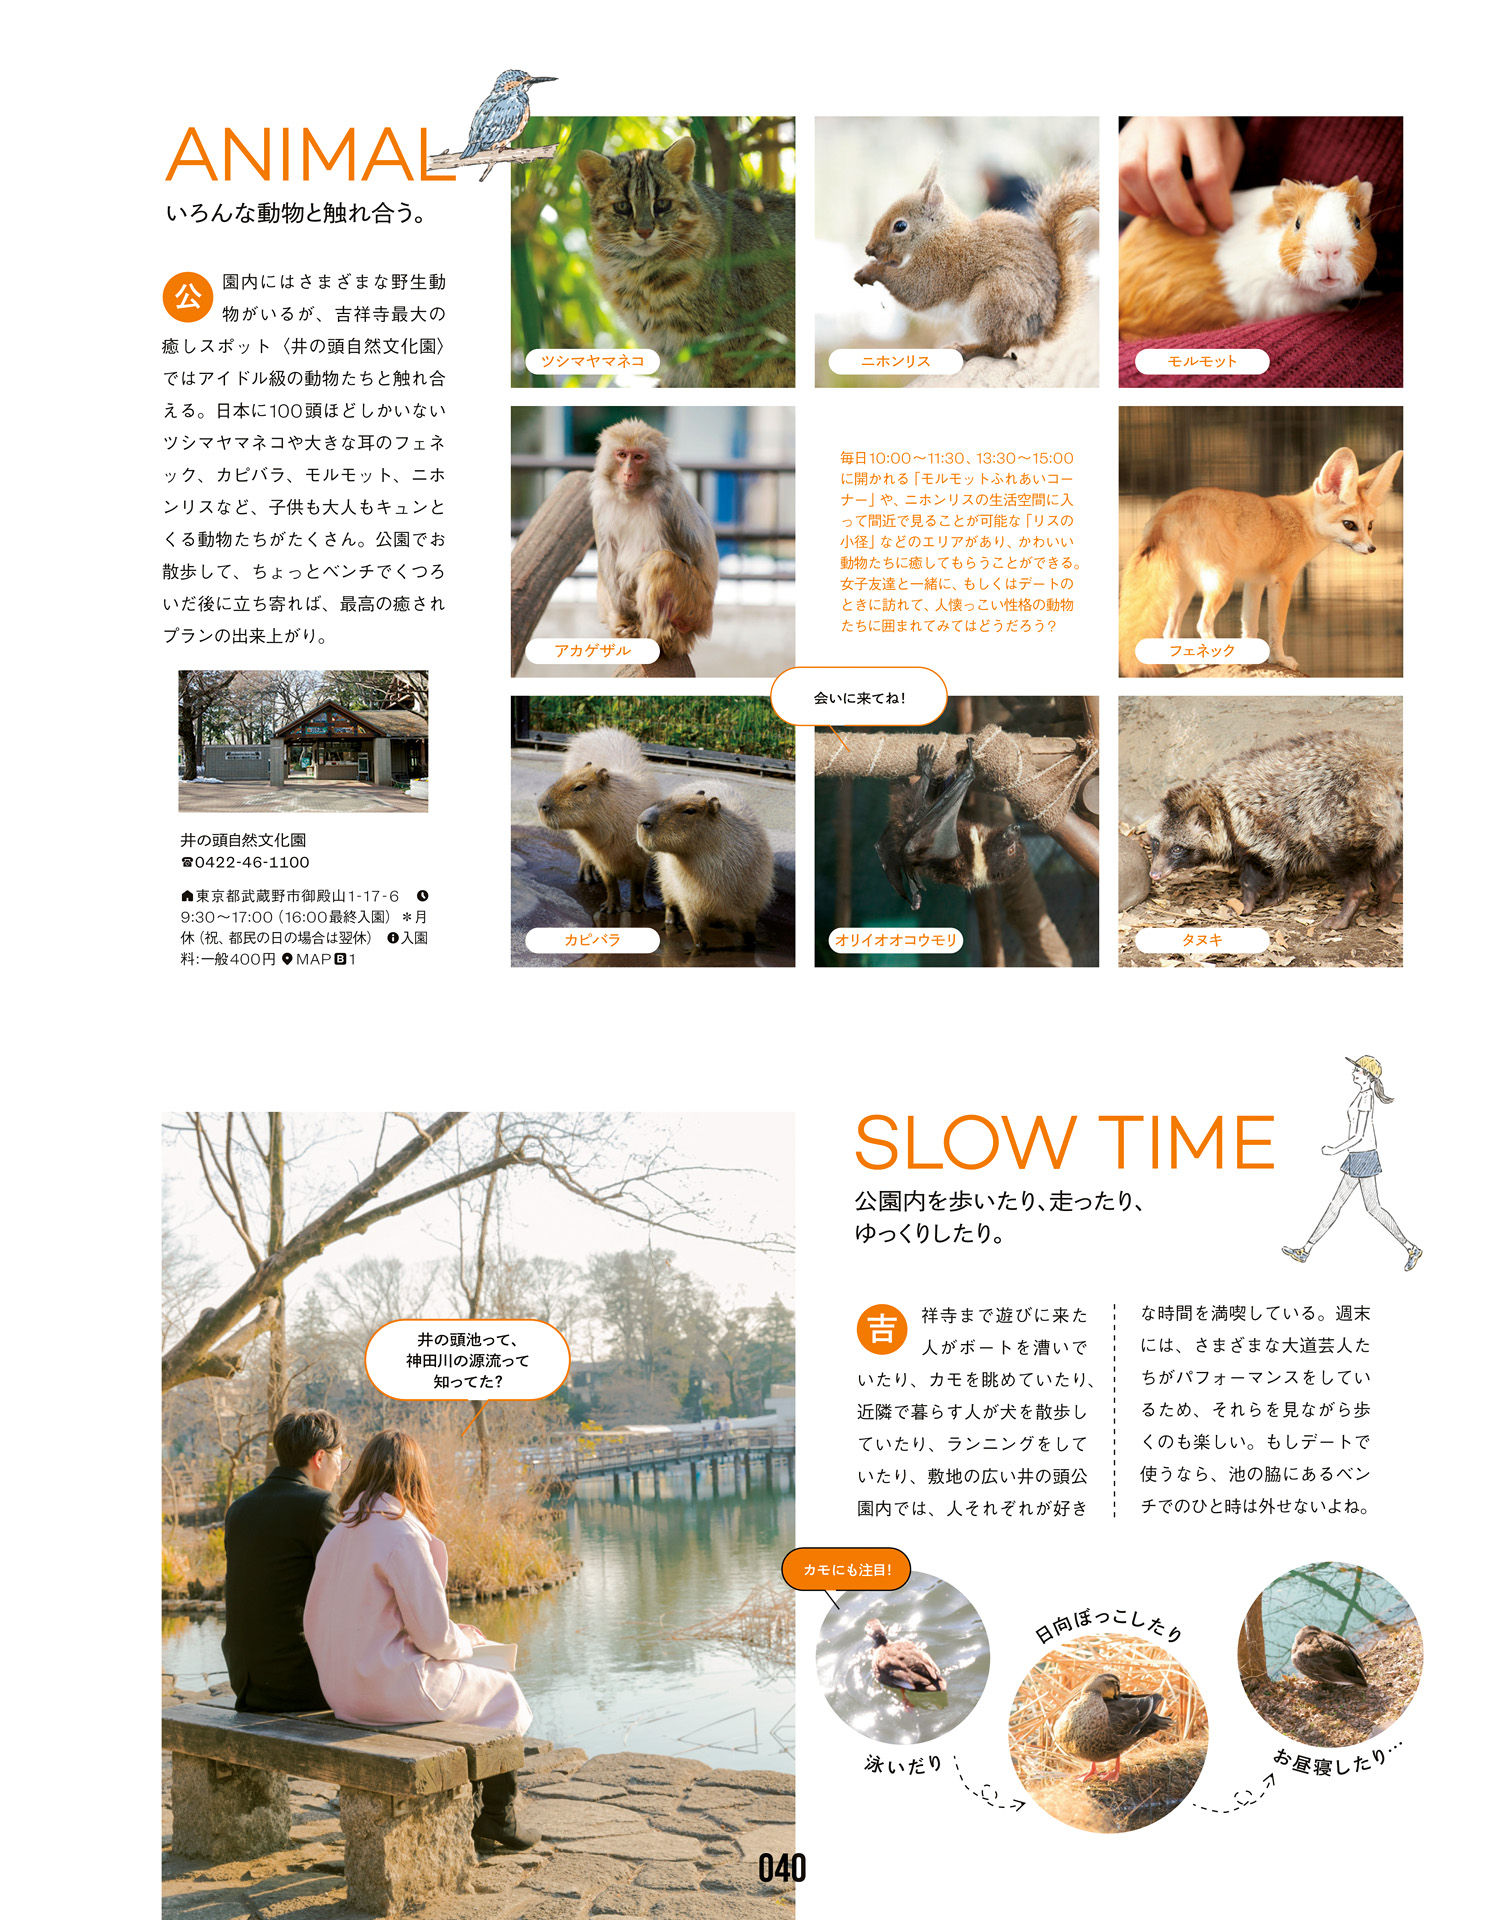 ANIMAL
いろんな動物と触れ合う。
公園内にはさまざまな野生動
物がいるが、吉祥寺最大の
癒しスポット〈井の頭自然文化園〉
ではアイドル級の動物たちと触れ合
える。日本に100頭ほどしかいない
ツシマヤマネコや大きな耳のフェネ
ック、カピバラ、モルモット、ニホ
ンリスなど、子供も大人もキュンと
くる動物たちがたくさん。公園でお
散歩して、ちょっとベンチでくつろ
いだ後に立ち寄れば、最高の癒され
プランの出来上がり。
井の頭自然文化園
☎0422-46-1100
東京都武蔵野市御殿山1-17-6
9:30〜17:00（16:00最終入園）＊月
休（祝、都民の日の場合は翌休） 入園
料:一般400円 MAP B 1
ツシマヤマネコ
ニホンリス
モルモット
アカゲザル
毎日10:00〜11:30、13:30〜15:00
に開かれる「モルモットふれあいコー
ナー」や、ニホンリスの生活空間に入
って間近で見ることが可能な「リスの
小径」などのエリアがあり、かわいい
動物たちに癒してもらうことができる。
女子友達と一緒に、もしくはデートの
ときに訪れて、人懐っこい性格の動物
たちに囲まれてみてはどうだろう？
フェネック
会いに来てね！
カピバラ
オリイオオコウモリ
タヌキ
SLOW TIME
公園内を歩いたり、走ったり、
ゆっくりしたり。
吉祥寺まで遊びに来た
人がボートを漕いで
いたり、カモを眺めていたり、
近隣で暮らす人が犬を散歩し
ていたり、ランニングをして
いたり、敷地の広い井の頭公
園内では、人それぞれが好き
な時間を満喫している。週末
には、さまざまな大道芸人た
ちがパフォーマンスをしてい
るため、それらを見ながら歩
くのも楽しい。もしデートで
使うなら、池の脇にあるベン
チでのひと時は外せないよね。
井の頭池って、
神田川の源流って
知ってた？
カモにも注目！
泳いだり
日向ぼっこしたり
お昼寝したり…
040